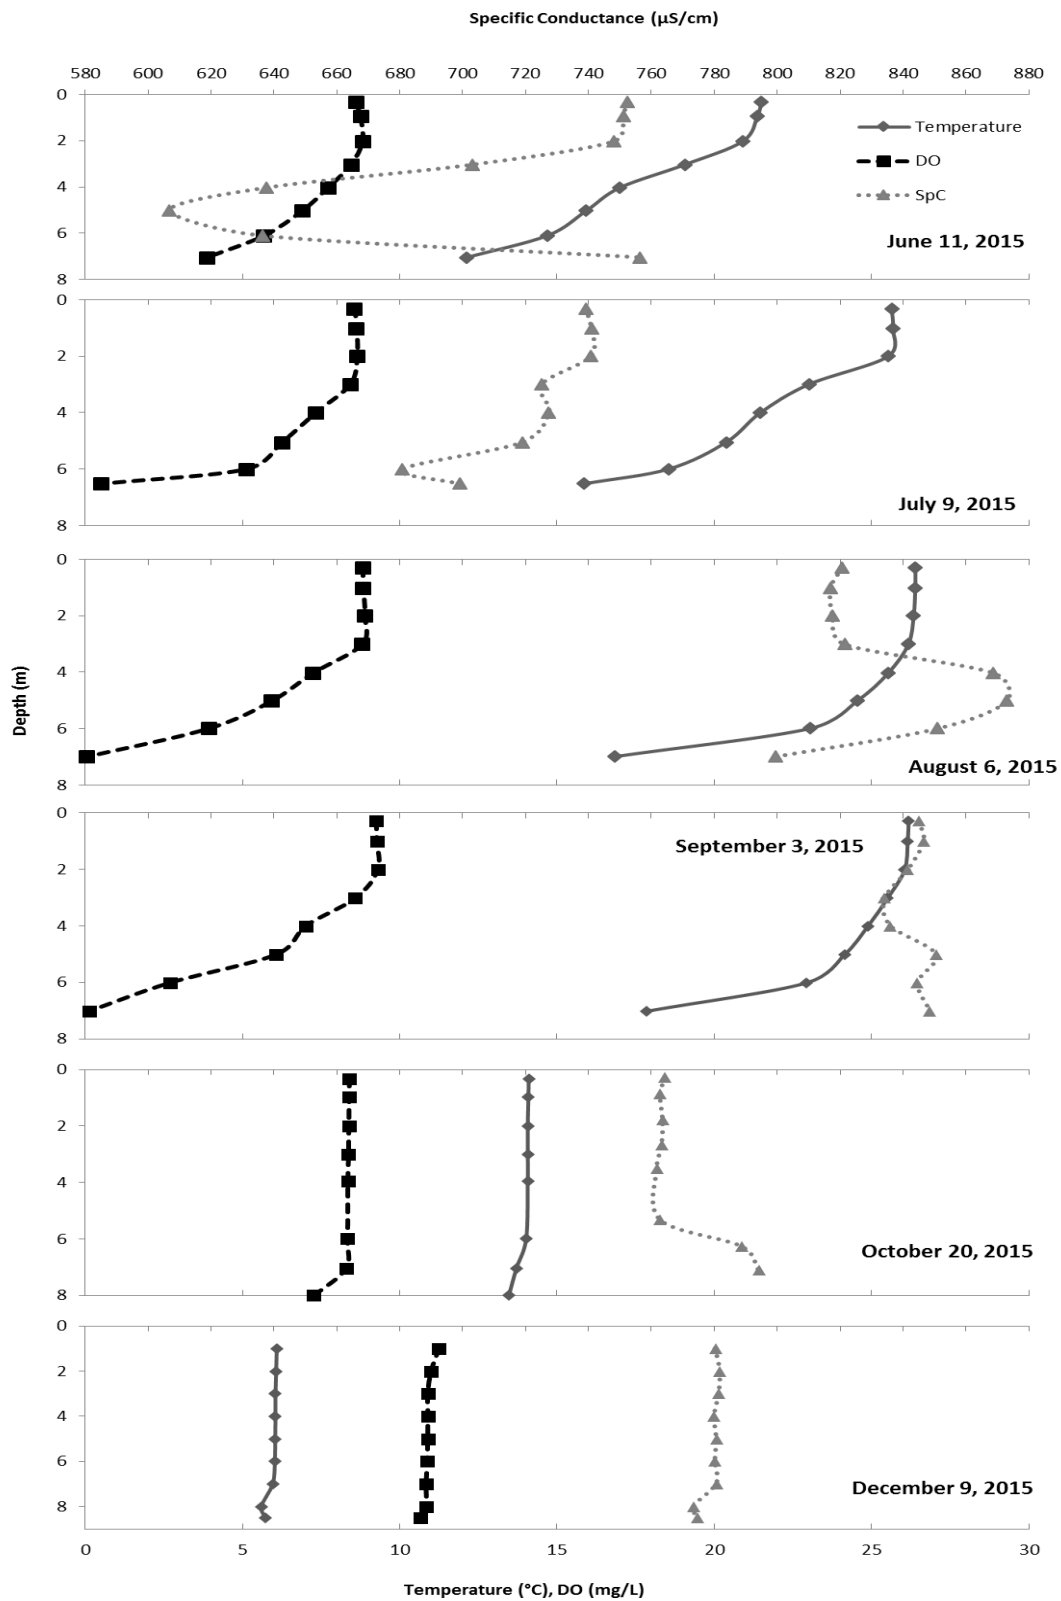 Specific Conductance (µS/cm)
580 600 620 640 660 680 700 720 740 760 780 800 820 840 860 880
0
2
4
6
8
Temperature
DO
SpC
June 11, 2015
0
2
4
6
8
July 9, 2015
Depth (m)
0
2
4
6
8
August 6, 2015
0
2
4
6
8
September 3, 2015
0
2
4
6
8
October 20, 2015
0
2
4
6
8
December 9, 2015
0 5 10 15 20 25 30
Temperature (°C), DO (mg/L)